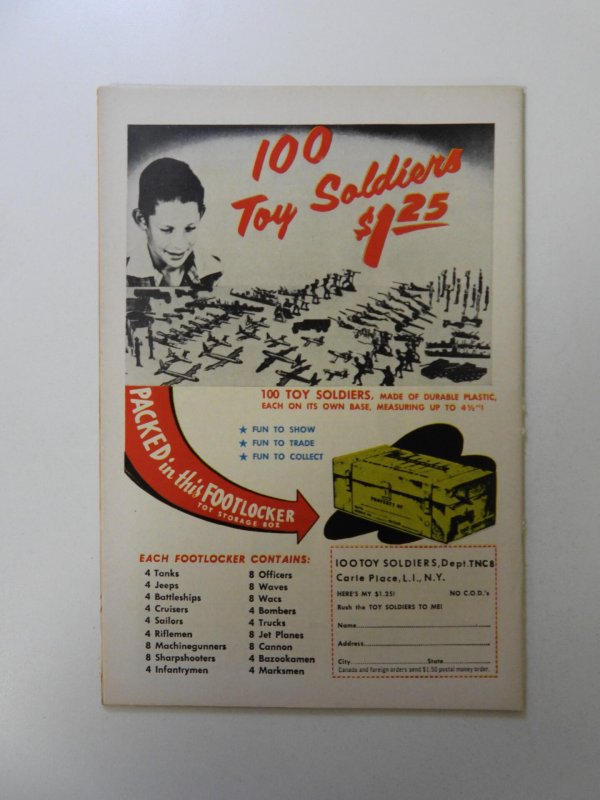 100
Toy Soldiers
$1.25
100 TOY SOLDIERS, MADE OF DURABLE PLASTIC,
EACH ON ITS OWN BASE, MEASURING UP TO 4½"!
★ FUN TO SHOW
★ FUN TO TRADE
★ FUN TO COLLECT
PACKED in this FOOTLOCKER
TOY STORAGE BOX
PROPERTY OF
EACH FOOTLOCKER CONTAINS:
4 Tanks
4 Jeeps
4 Battleships
4 Cruisers
4 Sailors
4 Riflemen
8 Machinegunners
8 Sharpshooters
4 Infantrymen
8 Officers
8 Waves
8 Wacs
4 Bombers
4 Trucks
8 Jet Planes
8 Cannon
4 Bazookamen
4 Marksmen
100 TOY SOLDIERS, Dept. TNC8
Carle Place, L.I., N.Y.
HERE'S MY $1.25! NO C.O.D.'s
Rush the TOY SOLDIERS TO ME!
Name
Address
City State
Canada and foreign orders send $1.50 postal money order.